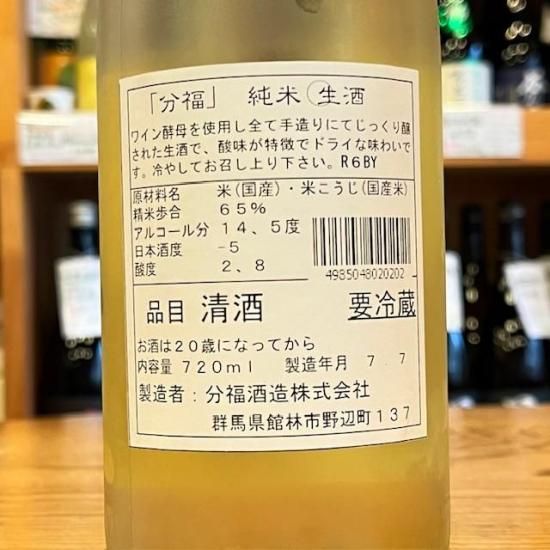 「分福」 純米 生酒
ワイン酵母を使用し全て手造りにてじっくり醸
された生酒で、酸味が特徴でドライな味わいで
す。冷やしてお召し上り下さい。R6BY
原材料名 米(国産)・米こうじ(国産米)
精米歩合 65%
アルコール分 14、5度
日本酒度 -5
酸度 2、8
4985048020202
品目 清酒 要冷蔵
お酒は20歳になってから
内容量 720ml 製造年月 7 7
製造者:分福酒造株式会社
群馬県館林市野辺町137